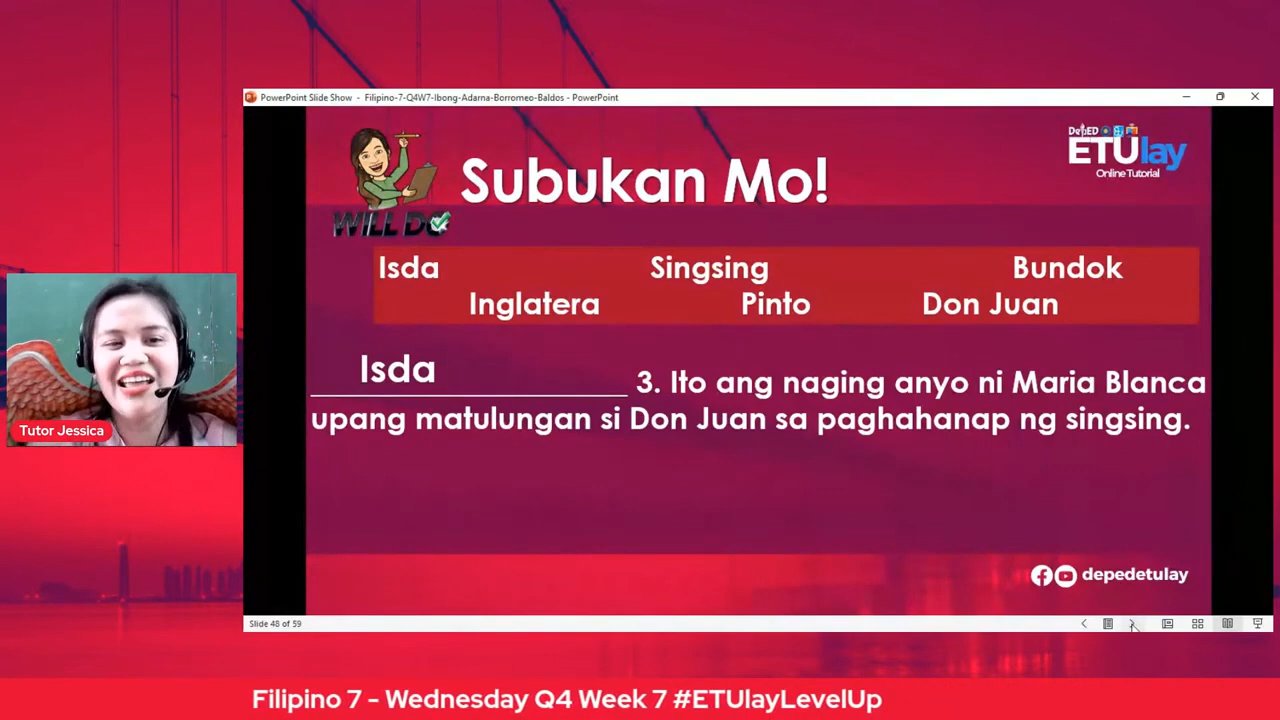 PowerPoint Slide Show - Filipino-7-Q4W7-Ibong-Adarna-Borromeo-Baldos - PowerPoint
DepED
ETUlay
Online Tutorial
Subukan Mo!
WILL DO
Isda Singsing Bundok
Inglatera Pinto Don Juan
Isda
3. Ito ang naging anyo ni Maria Blanca
upang matulungan si Don Juan sa paghahanap ng singsing.
Tutor Jessica
depedetulay
Slide 48 of 59
Filipino 7 - Wednesday Q4 Week 7 #ETUlayLevelUp